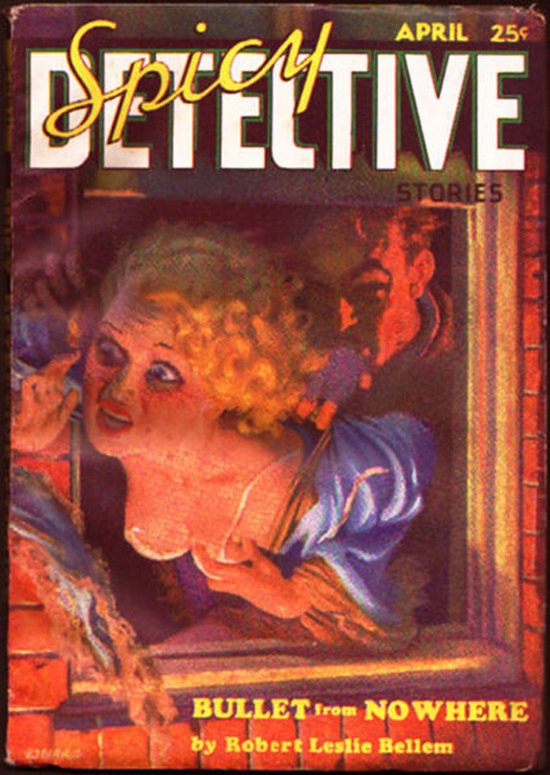 APRIL 25¢
Spicy
DETECTIVE
STORIES
BULLET from NOWHERE
by Robert Leslie Bellem